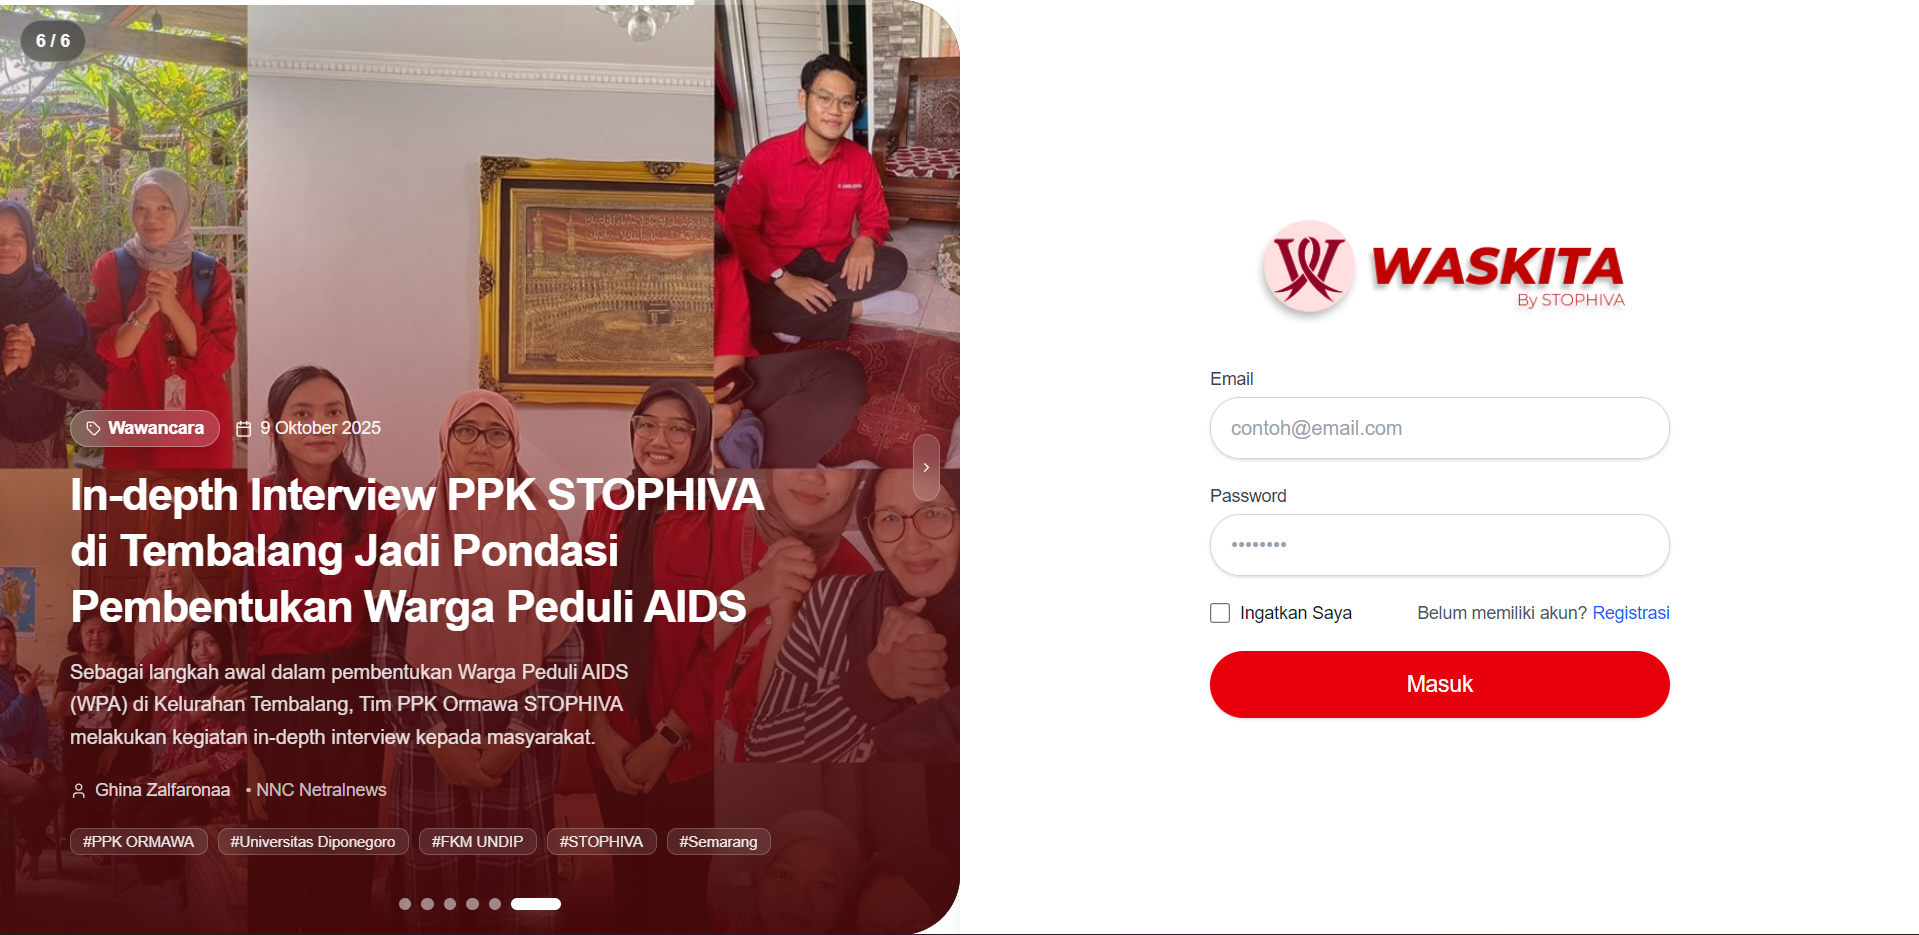 6 / 6
Wawancara
9 Oktober 2025
In-depth Interview PPK STOPHIVA
di Tembalang Jadi Pondasi
Pembentukan Warga Peduli AIDS
Sebagai langkah awal dalam pembentukan Warga Peduli AIDS
(WPA) di Kelurahan Tembalang, Tim PPK Ormawa STOPHIVA
melakukan kegiatan in-depth interview kepada masyarakat.
Ghina Zalfaronaa • NNC Netralnews
#PPK ORMAWA #Universitas Diponegoro #FKM UNDIP #STOPHIVA #Semarang
WASKITA
By STOPHIVA
Email
contoh@email.com
Password
••••••••
Ingatkan Saya
Belum memiliki akun? Registrasi
Masuk